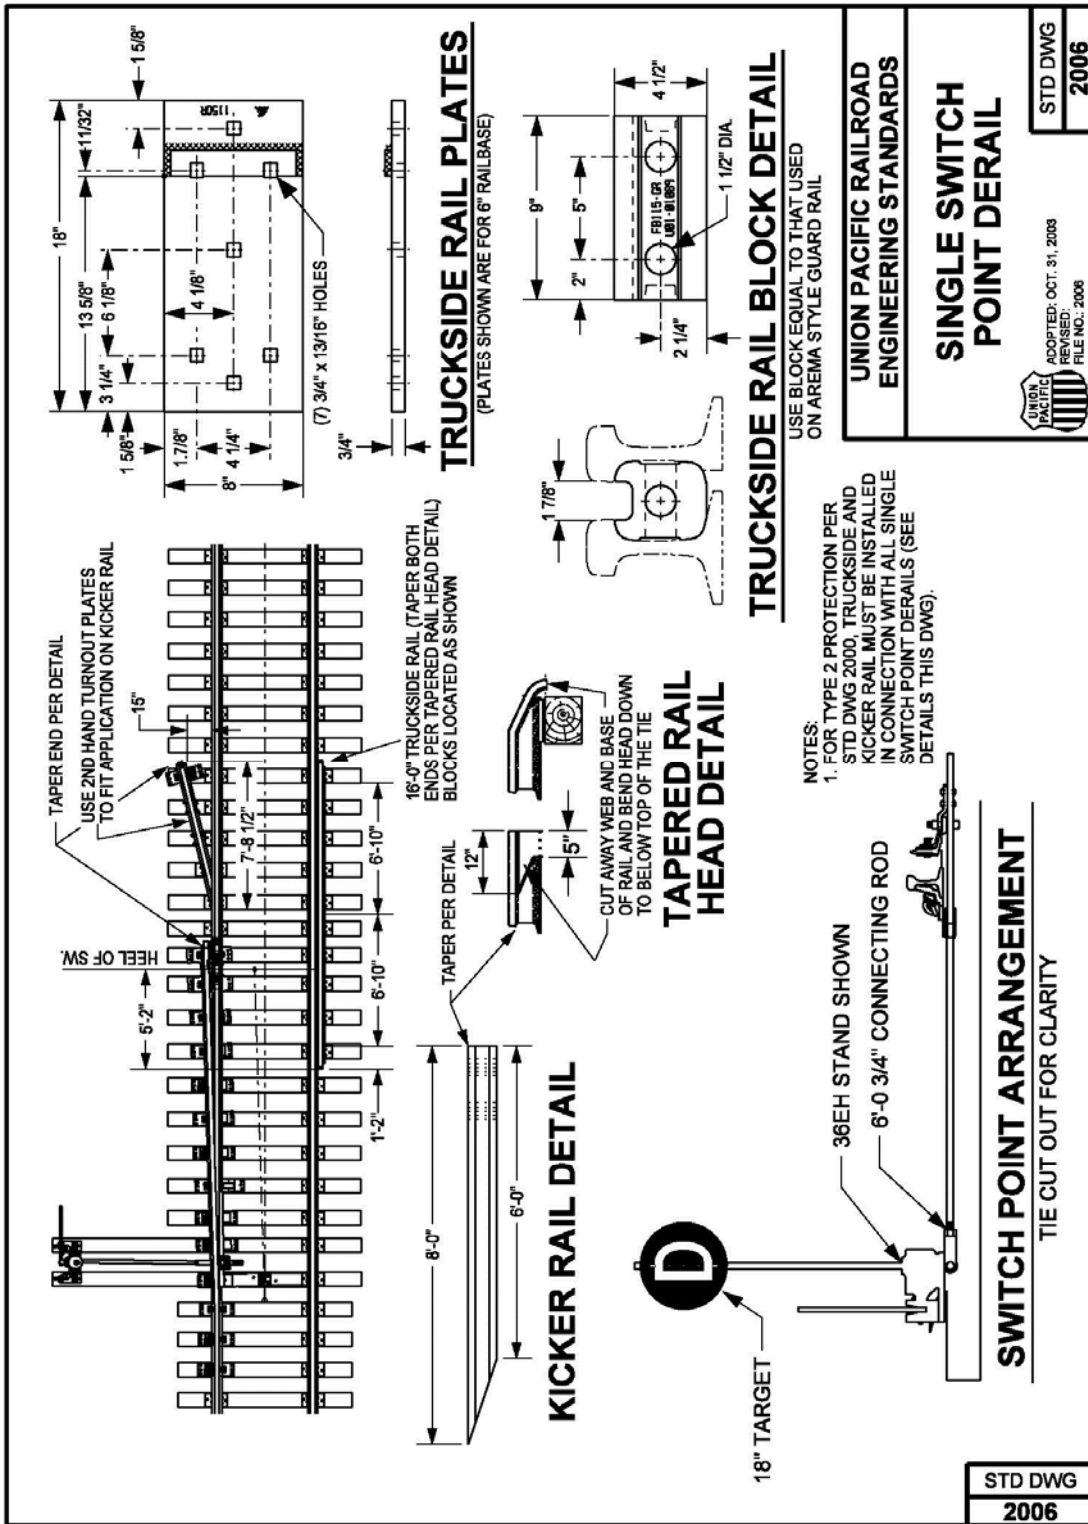 TAPER END PER DETAIL
USE 2ND HAND TURNOUT PLATES
TO FIT APPLICATION ON KICKER RAIL
15"
HEEL OF SW.
5'-2"
7'-8 1/2"
1'-2"
6'-10"
6'-10"
16'-0" TRUCKSIDE RAIL (TAPER BOTH
ENDS PER TAPERED RAIL HEAD DETAIL)
BLOCKS LOCATED AS SHOWN
18"
13 5/8"
11/32"
1 5/8"
3 1/4"
6 1/8"
4 1/8"
1 5/8"
1.7/8"
4 1/4"
8"
1150R
(7) 3/4" x 13/16" HOLES
3/4"
TRUCKSIDE RAIL PLATES
(PLATES SHOWN ARE FOR 6" RAILBASE)
8'-0"
6'-0"
KICKER RAIL DETAIL
TAPER PER DETAIL
12"
5"
CUT AWAY WEB AND BASE
OF RAIL AND BEND HEAD DOWN
TO BELOW TOP OF THE TIE
TAPERED RAIL
HEAD DETAIL
1 7/8"
9"
2"
5"
4 1/2"
2 1/4"
FB115-GR
U01-01089
1 1/2" DIA.
TRUCKSIDE RAIL BLOCK DETAIL
USE BLOCK EQUAL TO THAT USED
ON AREMA STYLE GUARD RAIL
D
18" TARGET
36EH STAND SHOWN
6'-0 3/4" CONNECTING ROD
SWITCH POINT ARRANGEMENT
TIE CUT OUT FOR CLARITY
NOTES:
1. FOR TYPE 2 PROTECTION PER
STD DWG 2000, TRUCKSIDE AND
KICKER RAIL MUST BE INSTALLED
IN CONNECTION WITH ALL SINGLE
SWITCH POINT DERAILS (SEE
DETAILS THIS DWG).
UNION PACIFIC RAILROAD
ENGINEERING STANDARDS
SINGLE SWITCH
POINT DERAIL
UNION
PACIFIC
ADOPTED: OCT. 31, 2003
REVISED:
FILE NO.: 2006
STD DWG
2006
STD DWG
2006